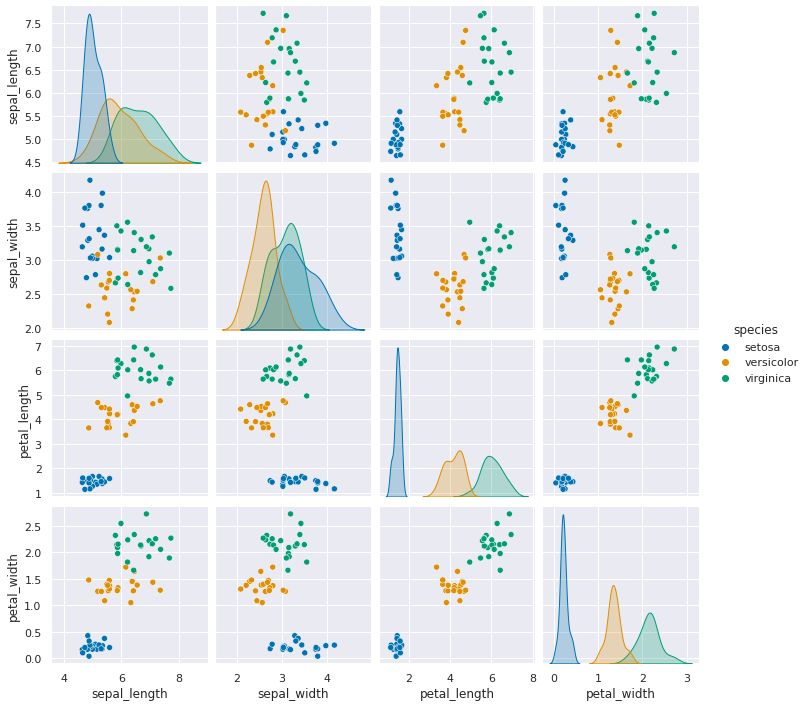 7.5
7.0
6.5
6.0
5.5
5.0
4.5
sepal_length
4.0
3.5
3.0
2.5
2.0
sepal_width
species
setosa
versicolor
virginica
7
6
5
4
3
2
1
petal_length
2.5
2.0
1.5
1.0
0.5
0.0
petal_width
4 6 8 2 3 4 2 4 6 8 0 1 2 3
sepal_length sepal_width petal_length petal_width